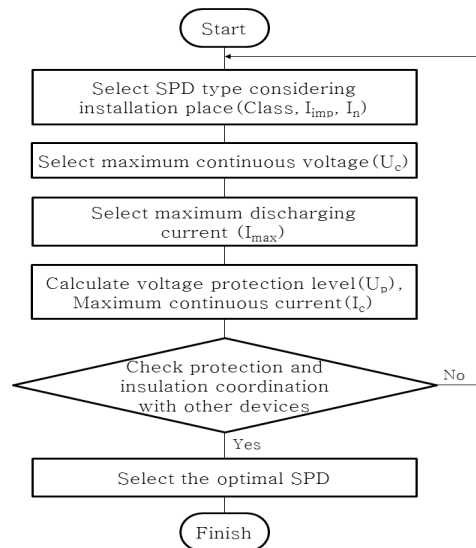 Start
Select SPD type considering
installation place(Class, Iimp, In)
Select maximum continuous voltage(Uc)
Select maximum discharging
current (Imax)
Calculate voltage protection level(Up),
Maximum continuous current(Ic)
Check protection and
insulation coordination
with other devices
No
Yes
Select the optimal SPD
Finish